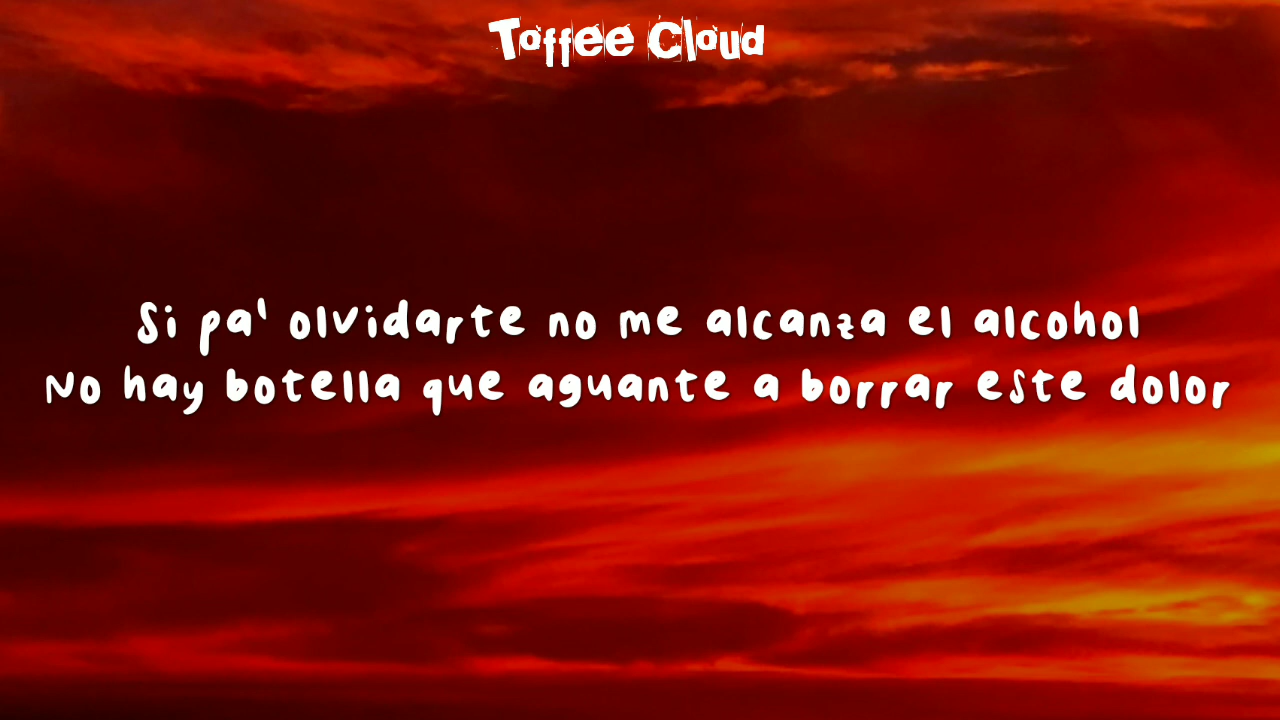 Toffee Cloud
Si pa' olvidarte no me alcanza el alcohol
No hay botella que aguante a borrar este dolor